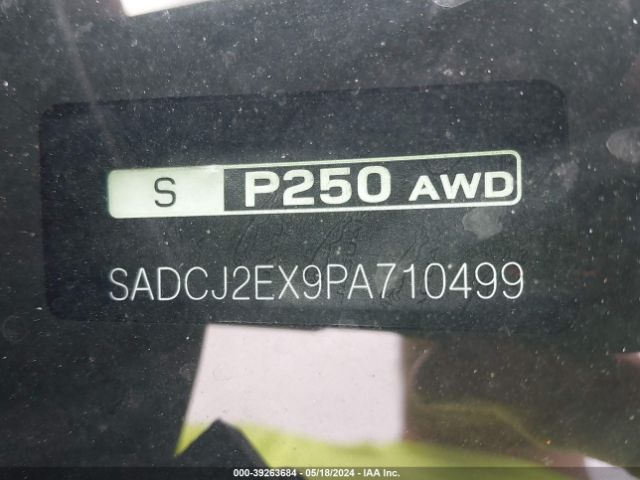 S P250 AWD
SADCJ2EX9PA710499
000-39263684 - 05/18/2024 - IAA Inc.